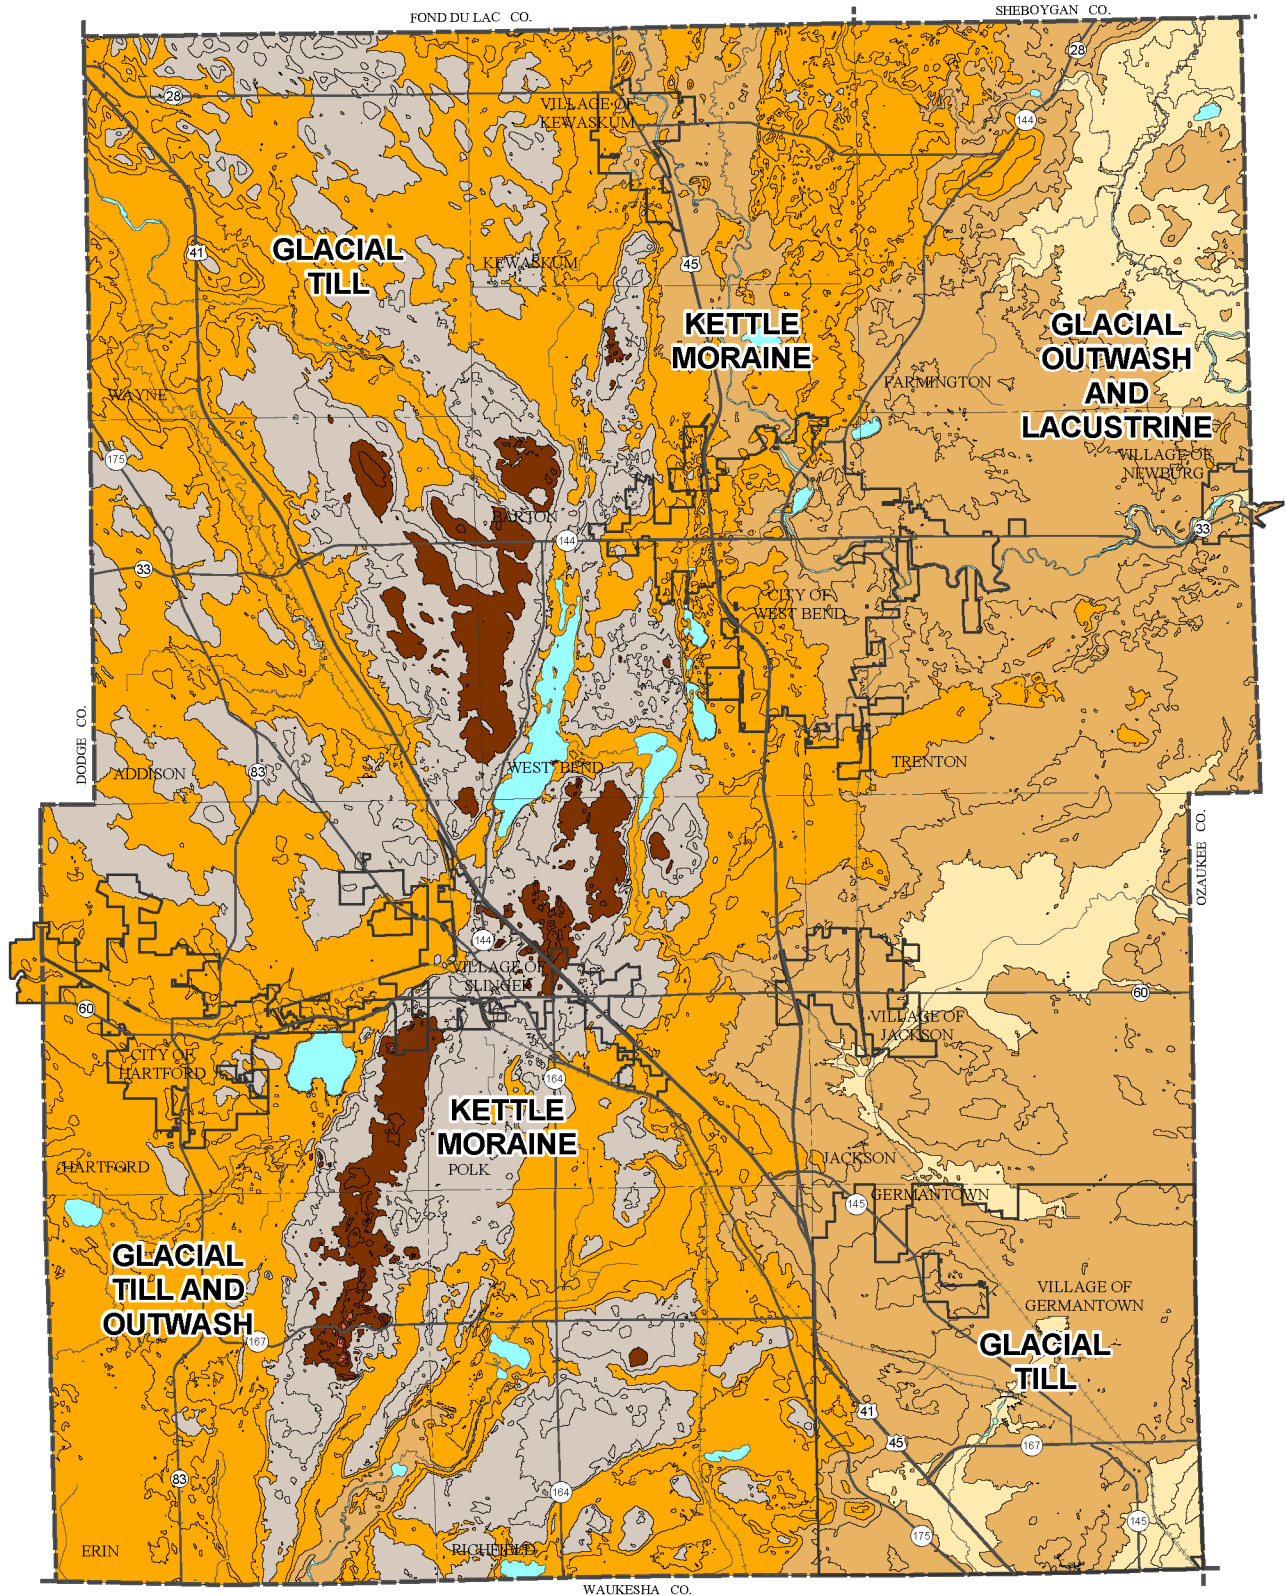 FOND DU LAC CO.
SHEBOYGAN CO.
28
28
VILLAGE OF
KEWASKUM
144
41
GLACIAL
TILL
KEWASKUM
45
KETTLE
MORAINE
GLACIAL
OUTWASH
AND
LACUSTRINE
FARMINGTON
WAYNE
175
VILLAGE OF
NEWBURG
BARTON
144
33
33
CITY OF
WEST BEND
DODGE CO.
ADDISON
83
WEST BEND
TRENTON
OZAUKEE CO.
144
VILLAGE OF
SLINGER
60
60
VILLAGE OF
JACKSON
CITY OF
HARTFORD
164
KETTLE
MORAINE
POLK
HARTFORD
JACKSON
GERMANTOWN
145
GLACIAL
TILL AND
OUTWASH
167
VILLAGE OF
GERMANTOWN
GLACIAL
TILL
41
45
167
83
164
175
145
ERIN
RICHFIELD
WAUKESHA CO.